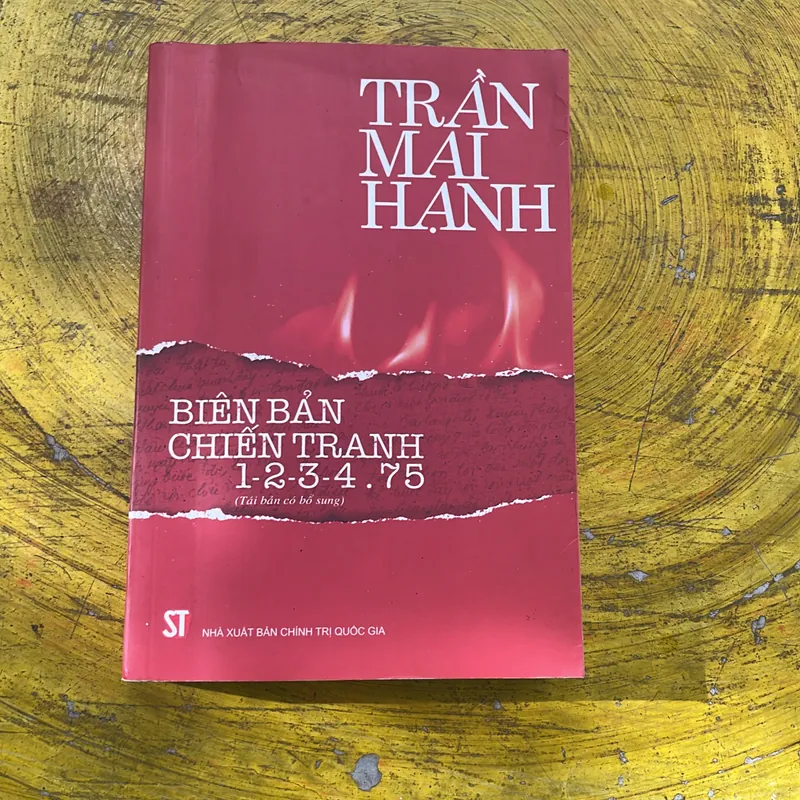 TRẦN
MAI
HẠNH
BIÊN BẢN
CHIẾN TRANH
1-2-3-4.75
(Tái bản có bổ sung)
ST NHÀ XUẤT BẢN CHÍNH TRỊ QUỐC GIA